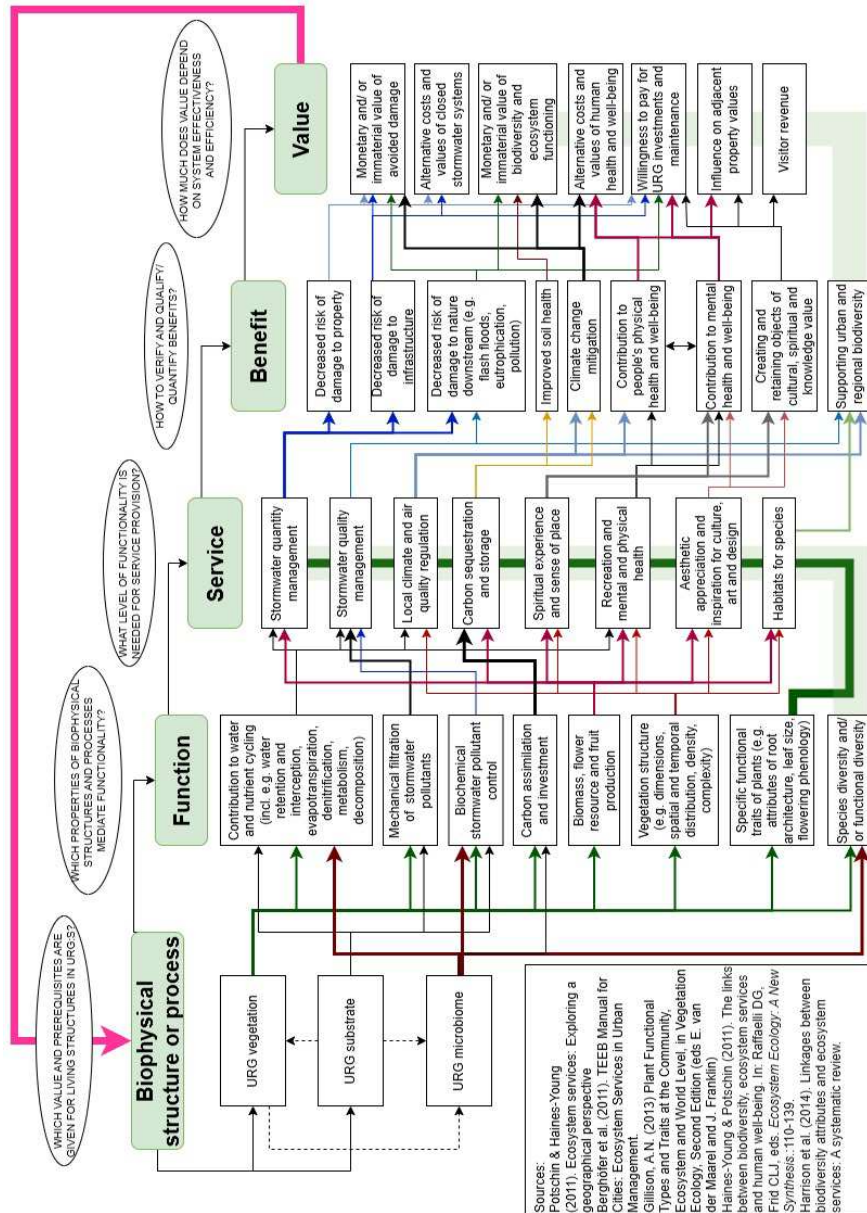 WHICH VALUE AND PREREQUISITES ARE
GIVEN FOR LIVING STRUCTURES IN URG:S?
WHICH PROPERTIES OF BIOPHYSICAL
STRUCTURES AND PROCESSES
MEDIATE FUNCTIONALITY?
WHAT LEVEL OF FUNCTIONALITY IS
NEEDED FOR SERVICE PROVISION?
HOW TO VERIFY AND QUALIFY/
QUANTIFY BENEFITS?
HOW MUCH DOES VALUE DEPEND
ON SYSTEM EFFECTIVENESS
AND EFFICIENCY?
Biophysical
structure or process
Function
Service
Benefit
Value
URG vegetation
URG substrate
URG microbiome
Contribution to water
and nutrient cycling
(incl. e.g. water
retention and
interception,
evapotranspiration,
denitrification,
metabolism,
decomposition)
Mechanical filtration
of stormwater
pollutants
Biochemical
stormwater pollutant
control
Carbon assimilation
and investment
Biomass, flower
resource and fruit
production
Vegetation structure
(e.g. dimensions,
spatial and temporal
distribution, density,
complexity)
Specific functional
traits of plants (e.g.
attributes of root
architecture, leaf size,
flowering phenology)
Species diversity and/
or functional diversity
Stormwater quantity
management
Stormwater quality
management
Local climate and air
quality regulation
Carbon sequestration
and storage
Spiritual experience
and sense of place
Recreation and
mental and physical
health
Aesthetic
appreciation and
inspiration for culture,
art and design
Habitats for species
Decreased risk of
damage to property
Decreased risk of
damage to
infrastructure
Decreased risk of
damage to nature
downstream (e.g.
flash floods,
eutrophication,
pollution)
Improved soil health
Climate change
mitigation
Contribution to
people's physical
health and well-being
Contribution to mental
health and well-being
Creating and
retaining objects of
cultural, spiritual and
knowledge value
Supporting urban and
regional biodiversity
Monetary and/ or
immaterial value of
avoided damage
Alternative costs and
values of closed
stormwater systems
Monetary and/ or
immaterial value of
biodiversity and
ecosystem
functioning
Alternative costs and
values of human
health and well-being
Willingness to pay for
URG investments and
maintenance
Influence on adjacent
property values
Visitor revenue
Sources:
Potschin & Haines-Young
(2011). Ecosystem services: Exploring a
geographical perspective
Berghöfer et al. (2011). TEEB Manual for
Cities: Ecosystem Services in Urban
Management.
Gillison, A.N. (2013) Plant Functional
Types and Traits at the Community,
Ecosystem and World Level, in Vegetation
Ecology, Second Edition (eds E. van
der Maarel and J. Franklin)
Haines-Young & Potschin (2011). The links
between biodiversity, ecosystem services
and human well-being. In: Raffaelli DG,
Frid CLJ, eds. Ecosystem Ecology: A New
Synthesis.:110-139.
Harrison et al. (2014). Linkages between
biodiversity attributes and ecosystem
services: A systematic review.